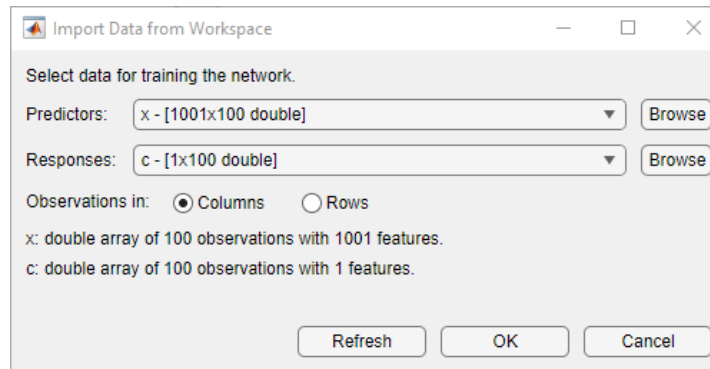 Import Data from Workspace
Select data for training the network.
Predictors: x - [1001x100 double] Browse
Responses: c - [1x100 double] Browse
Observations in: Columns Rows
x: double array of 100 observations with 1001 features.
c: double array of 100 observations with 1 features.
Refresh OK Cancel